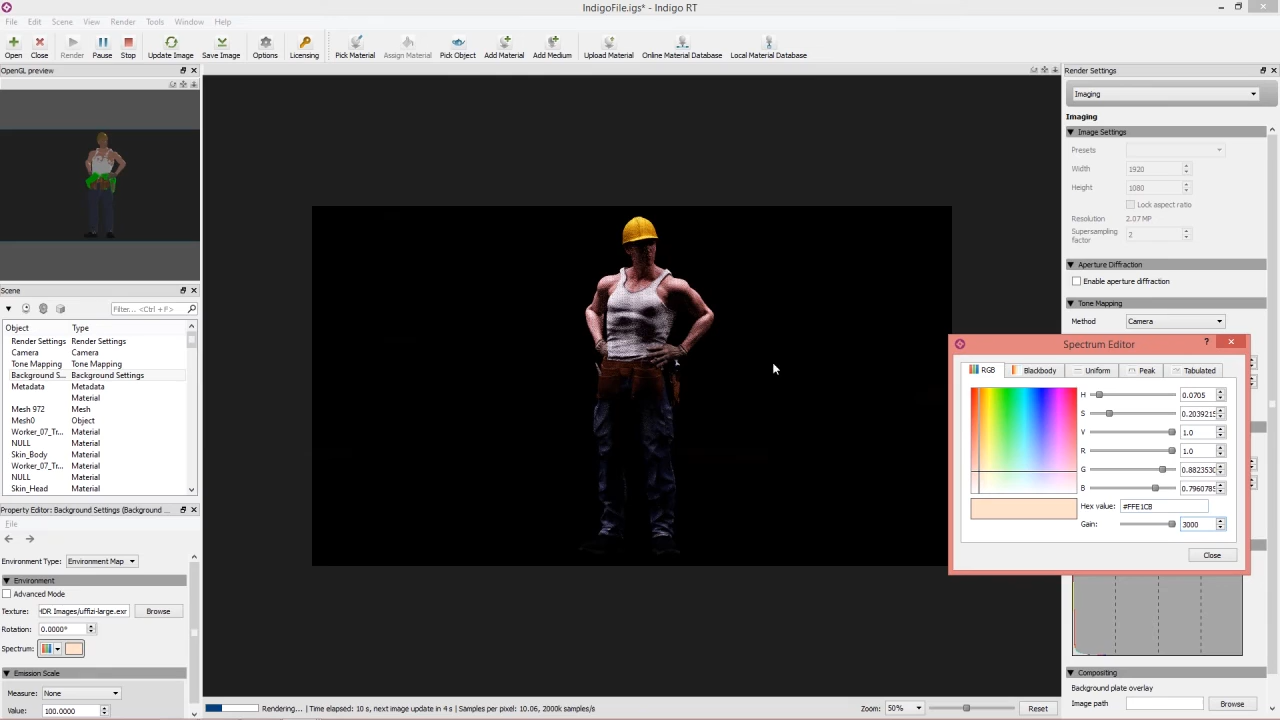 IndigoFile.igs* - Indigo RT
File Edit Scene View Render Tools Window Help
Open Close Render Pause Stop Update Image Save Image Options Licensing Pick Material Assign Material Pick Object Add Material Add Medium Upload Material Online Material Database Local Material Database
OpenGL preview
Scene
Filter... <Ctrl + F>
Object Type
Render Settings Render Settings
Camera Camera
Tone Mapping Tone Mapping
Background S... Background Settings
Metadata Metadata
Material
Mesh 972 Mesh
Mesh0 Object
Worker_07_Tr... Material
NULL Material
Skin_Body Material
Worker_07_Tr... Material
NULL Material
Skin_Head Material
Property Editor: Background Settings (Background ...
File
Environment Type: Environment Map
Environment
Advanced Mode
Texture: HDR Images/uffizi-large.exr Browse
Rotation: 0.0000°
Spectrum:
Emission Scale
Measure: None
Value: 100.0000
Rendering... | Time elapsed: 10 s, next image update in 4 s | Samples per pixel: 10.06, 2000k samples/s
Zoom: 50% Reset
Render Settings
Imaging
Imaging
Image Settings
Presets
Width 1920
Height 1080
Lock aspect ratio
Resolution 2.07 MP
Supersampling factor 2
Aperture Diffraction
Enable aperture diffraction
Tone Mapping
Method Camera
Spectrum Editor
? ×
RGB Blackbody Uniform Peak Tabulated
H 0.0705
S 0.2039215
V 1.0
R 1.0
G 0.8823530
B 0.7960785
Hex value: #FFE1CB
Gain: 3000
Close
Compositing
Background plate overlay
Image path Browse